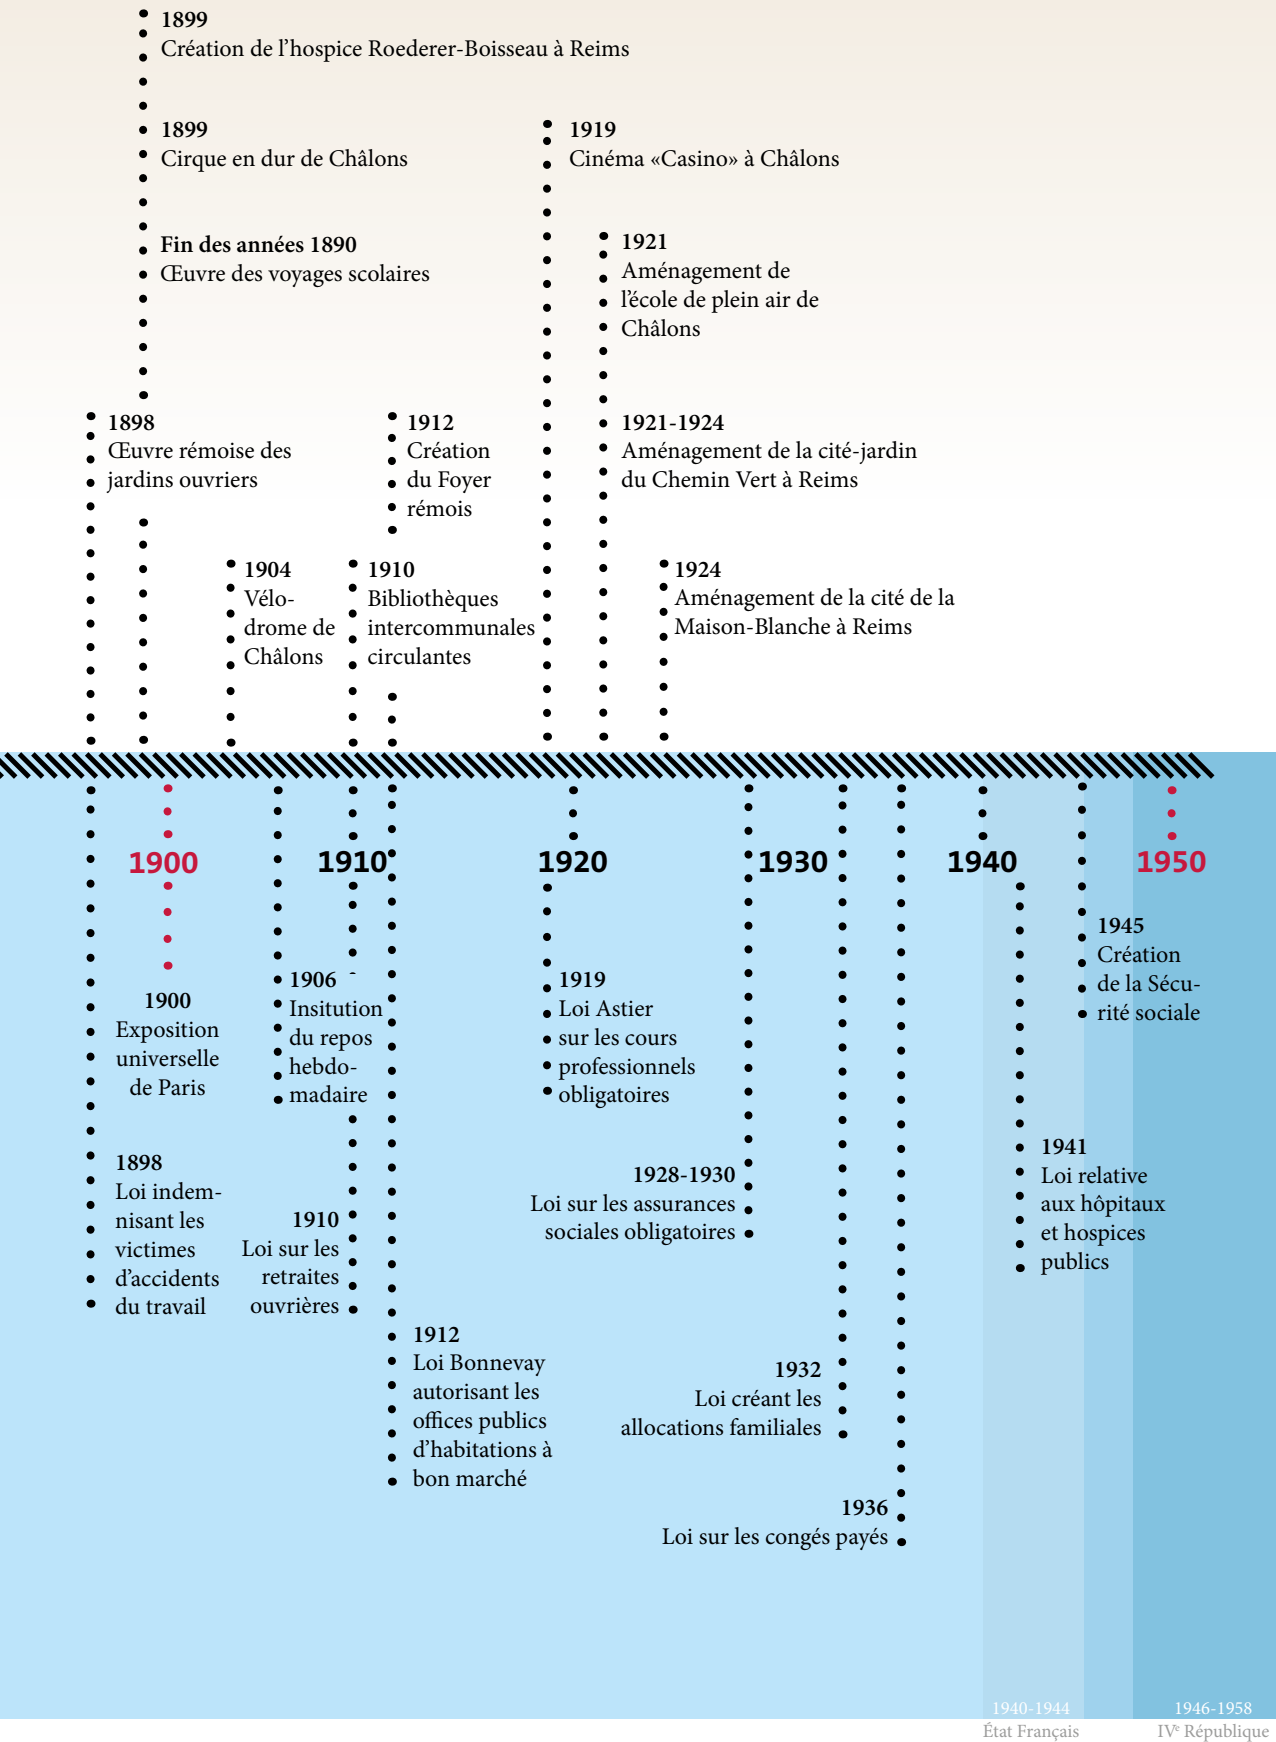 1899
Création de l'hospice Roederer-Boisseau à Reims
1899
Cirque en dur de Châlons
1919
Cinéma «Casino» à Châlons
Fin des années 1890
Œuvre des voyages scolaires
1921
Aménagement de
l'école de plein air de
Châlons
1898
Œuvre rémoise des
jardins ouvriers
1912
Création
du Foyer
rémois
1921-1924
Aménagement de la cité-jardin
du Chemin Vert à Reims
1904
Vélo-
drome de
Châlons
1910
Bibliothèques
intercommunales
circulantes
1924
Aménagement de la cité de la
Maison-Blanche à Reims
1900
1910
1920
1930
1940
1950
1900
Exposition
universelle
de Paris
1906
Insitution
du repos
hebdo-
madaire
1919
Loi Astier
sur les cours
professionnels
obligatoires
1945
Création
de la Sécu-
rité sociale
1898
Loi indem-
nisant les
victimes
d'accidents
du travail
1910
Loi sur les
retraites
ouvrières
1928-1930
Loi sur les assurances
sociales obligatoires
1941
Loi relative
aux hôpitaux
et hospices
publics
1912
Loi Bonnevay
autorisant les
offices publics
d'habitations à
bon marché
1932
Loi créant les
allocations familiales
1936
Loi sur les congés payés
1940-1944
État Français
1946-1958
IVe République